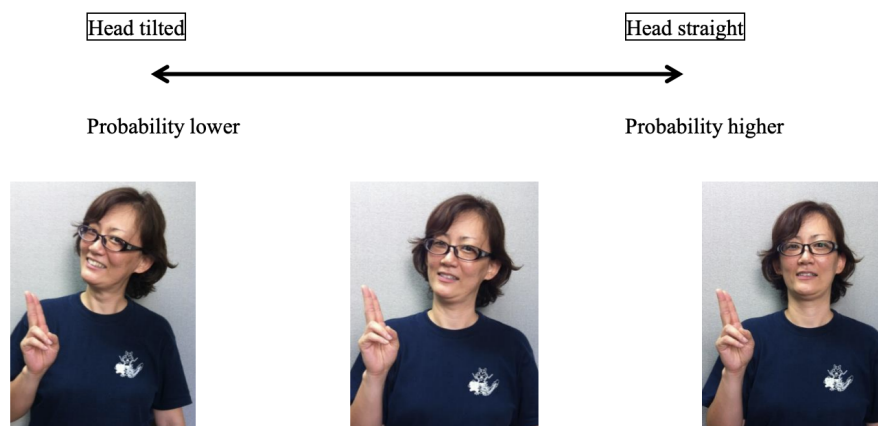 Head tilted
Head straight
Probability lower
Probability higher